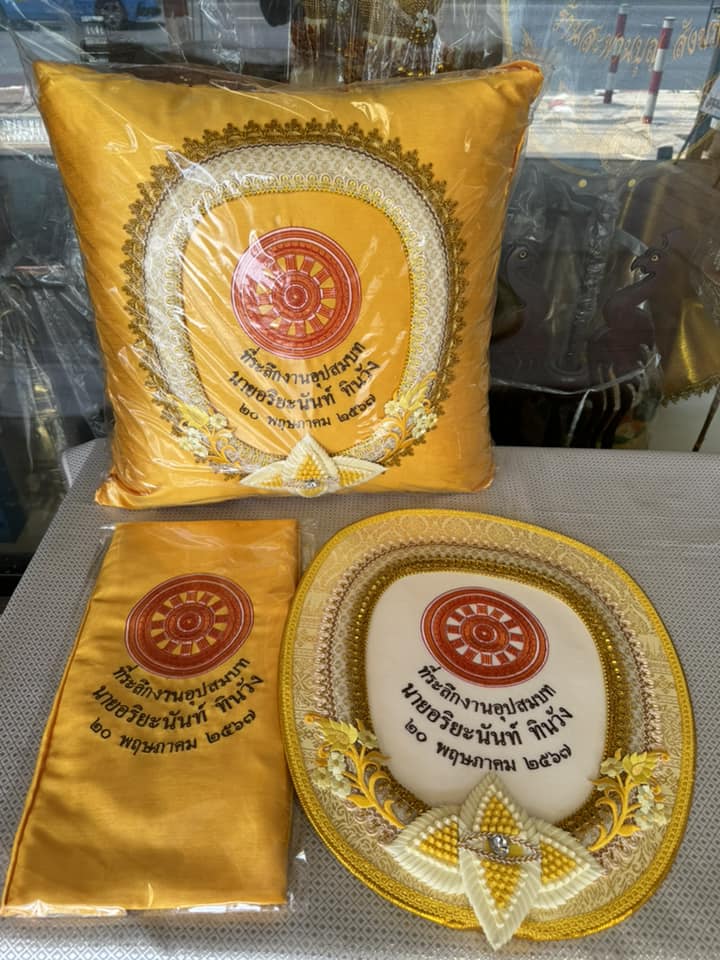 ที่ระลึกงานอุปสมบท
นายอริยะนันท์ ทินวัง
๒๐ พฤษภาคม ๒๕๖๗
ที่ระลึกงานอุปสมบท
นายอริยะนันท์ ทินวัง
๒๐ พฤษภาคม ๒๕๖๗
ที่ระลึกงานอุปสมบท
นายอริยะนันท์ ทินวัง
๒๐ พฤษภาคม ๒๕๖๗